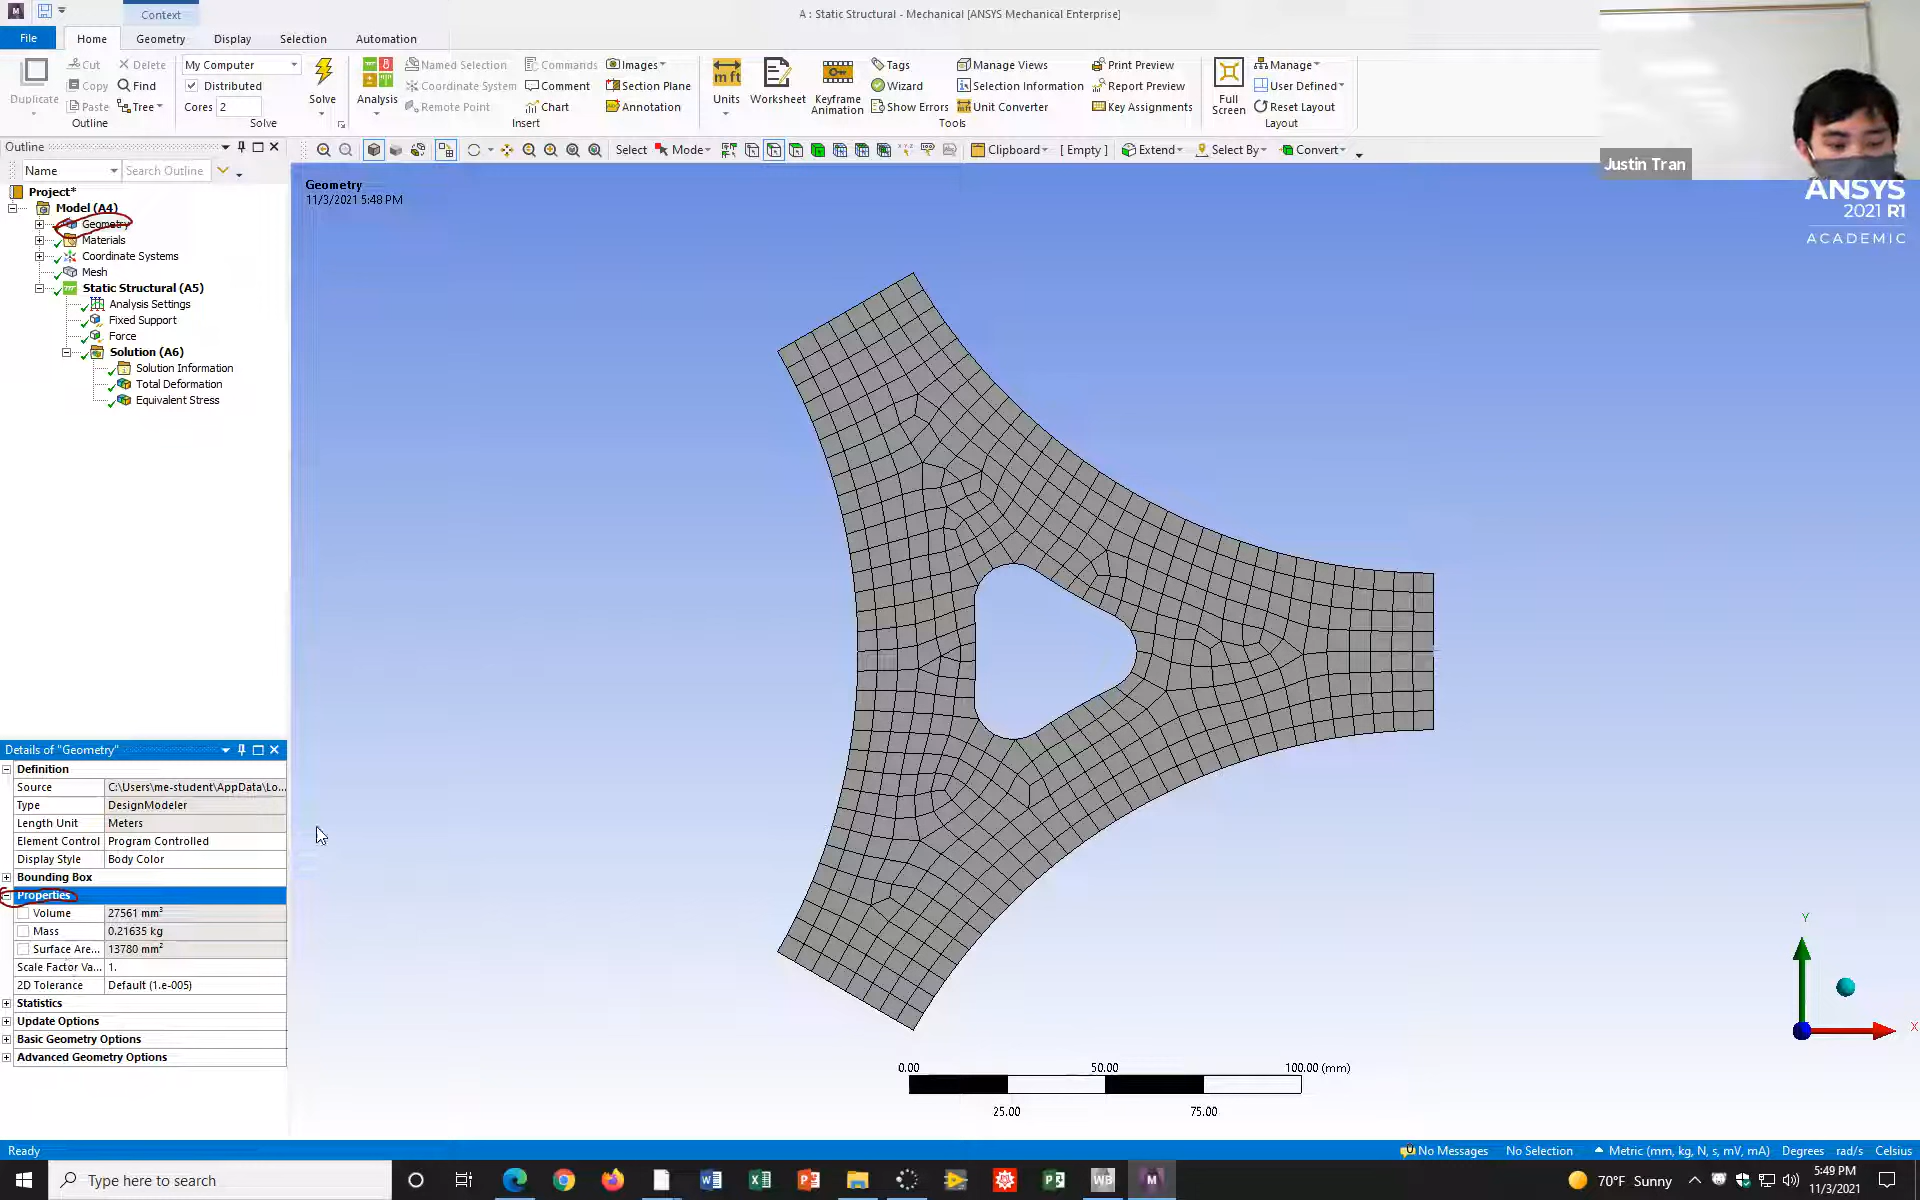 Context
A : Static Structural - Mechanical [ANSYS Mechanical Enterprise]
File Home Geometry Display Selection Automation
Duplicate
Cut
Copy
Paste
Delete
Find
Tree
Outline
My Computer
Distributed
Cores 2
Solve
Solve
Analysis
Named Selection
Coordinate System
Remote Point
Commands
Comment
Chart
Images
Section Plane
Annotation
Insert
Units
Worksheet
Keyframe
Animation
Tags
Wizard
Show Errors
Manage Views
Selection Information
Unit Converter
Print Preview
Report Preview
Key Assignments
Tools
Full
Screen
Manage
User Defined
Reset Layout
Layout
Justin Tran
Outline
Select Mode Clipboard [ Empty ] Extend Select By Convert
Name Search Outline
Project*
Model (A4)
Geometry
Materials
Coordinate Systems
Mesh
Static Structural (A5)
Analysis Settings
Fixed Support
Force
Solution (A6)
Solution Information
Total Deformation
Equivalent Stress
Geometry
11/3/2021 5:48 PM
ANSYS
2021 R1
ACADEMIC
Details of "Geometry"
Definition
Source C:\Users\me-student\AppData\Lo...
Type DesignModeler
Length Unit Meters
Element Control Program Controlled
Display Style Body Color
Bounding Box
Properties
Volume 27561 mm³
Mass 0.21635 kg
Surface Are... 13780 mm²
Scale Factor Va... 1.
2D Tolerance Default (1.e-005)
Statistics
Update Options
Basic Geometry Options
Advanced Geometry Options
Y
X
0.00 50.00 100.00 (mm)
25.00 75.00
Ready
No Messages No Selection Metric (mm, kg, N, s, mV, mA) Degrees rad/s Celsius
Type here to search
70°F Sunny
5:49 PM
11/3/2021